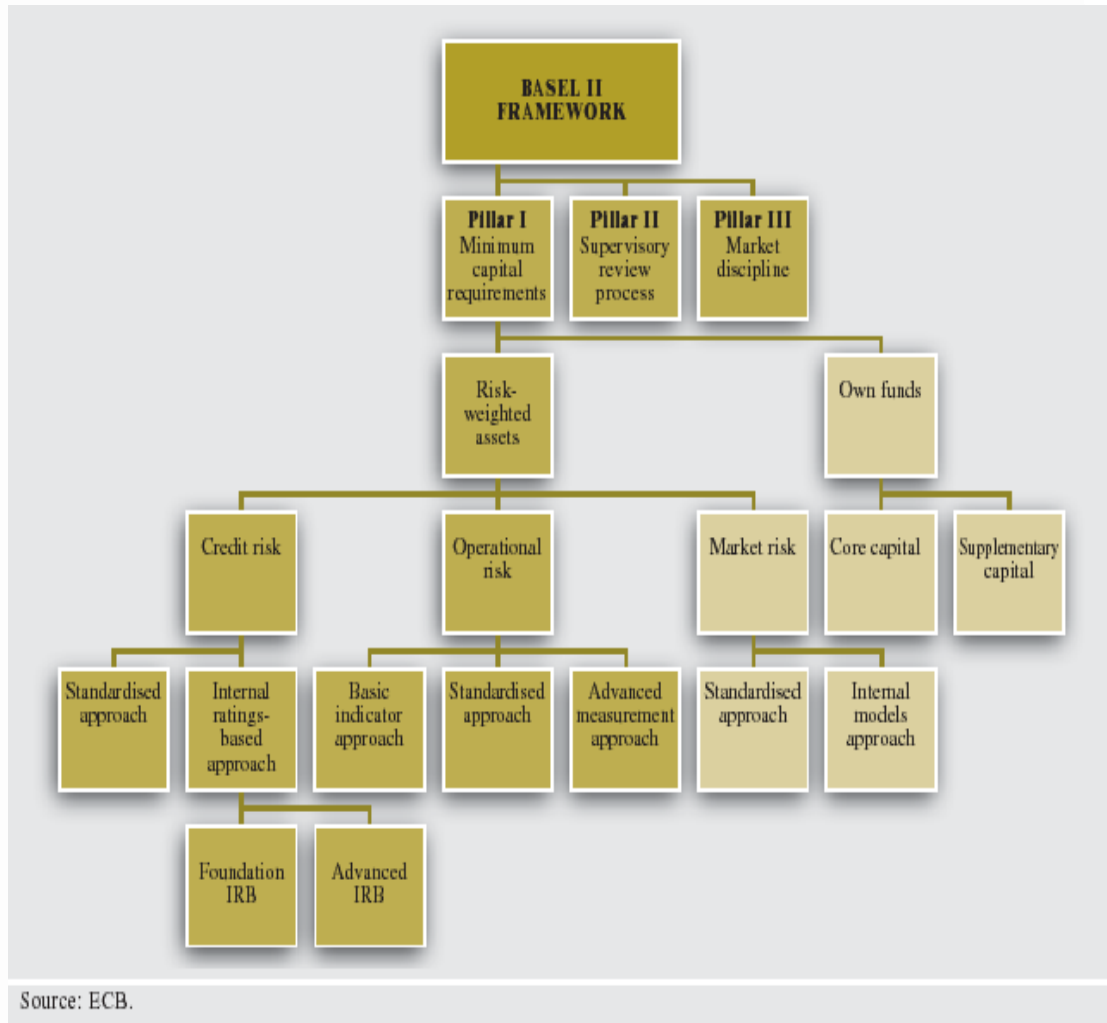 BASEL II
FRAMEWORK
Pillar I
Minimum
capital
requirements
Pillar II
Supervisory
review
process
Pillar III
Market
discipline
Risk-
weighted
assets
Own funds
Credit risk
Operational
risk
Market risk
Core capital
Supplementary
capital
Standardised
approach
Internal
ratings-
based
approach
Basic
indicator
approach
Standardised
approach
Advanced
measurement
approach
Standardised
approach
Internal
models
approach
Foundation
IRB
Advanced
IRB
Source: ECB.